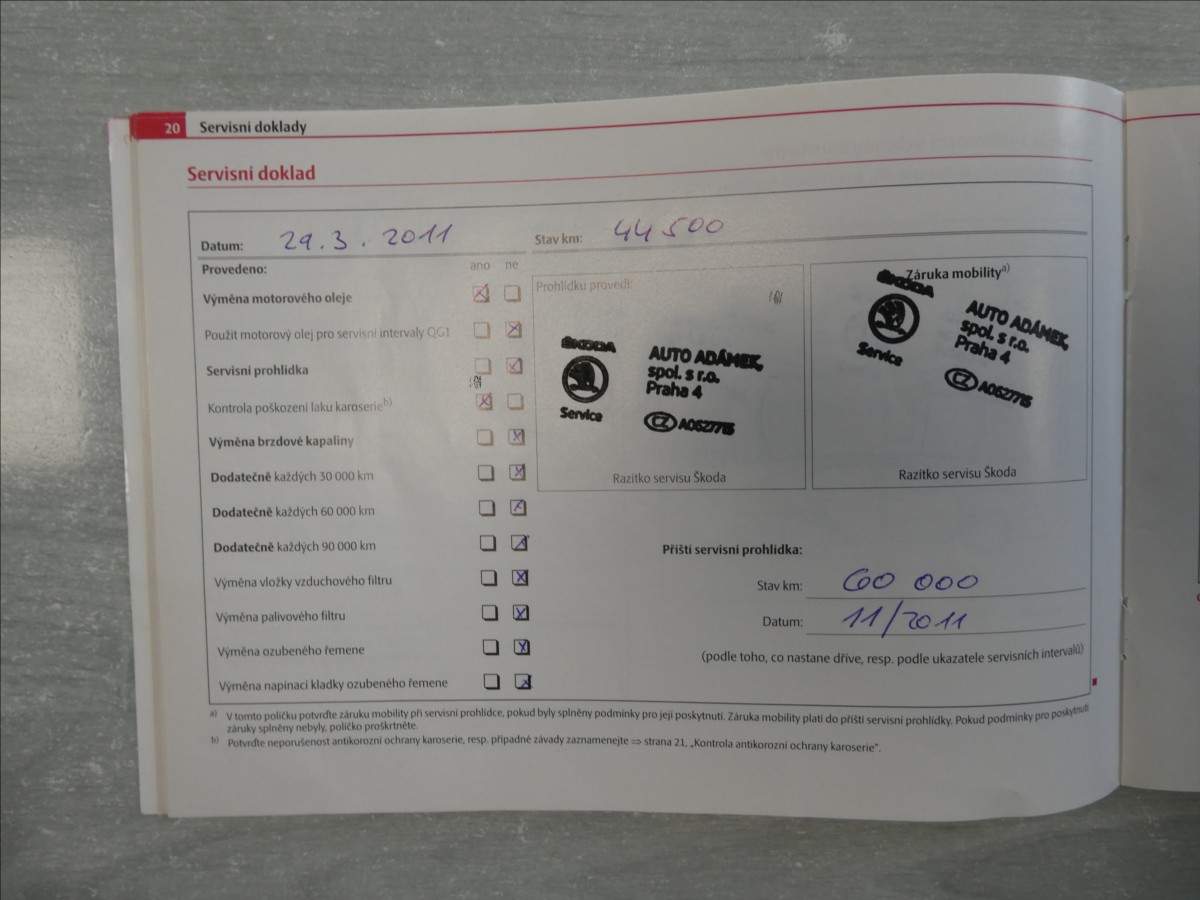 20 Servisní doklady
Servisní doklad
Datum: 29.3.2011 Stav km: 44 500
Provedeno: ano ne
Výměna motorového oleje
Použit motorový olej pro servisní intervaly QG1
Servisní prohlídka
Kontrola poškození laku karoserie b)
Výměna brzdové kapaliny
Dodatečně každých 30 000 km
Dodatečně každých 60 000 km
Dodatečně každých 90 000 km
Výměna vložky vzduchového filtru
Výměna palivového filtru
Výměna ozubeného řemene
Výměna napínací kladky ozubeného řemene
Prohlídku provedl:
ŠKODA
Service
AUTO ADÁMEK,
spol. s r.o.
Praha 4
CZ A0627715
Razítko servisu Škoda
Záruka mobility a)
ŠKODA
Service
AUTO ADÁMEK,
spol. s r.o.
Praha 4
CZ A0627715
Razítko servisu Škoda
Příští servisní prohlídka:
Stav km: 60 000
Datum: 11/2011
(podle toho, co nastane dříve, resp. podle ukazatele servisních intervalů)
a) V tomto políčku potvrďte záruku mobility při servisní prohlídce, pokud byly splněny podmínky pro její poskytnutí. Záruka mobility platí do příští servisní prohlídky. Pokud podmínky pro poskytnutí
záruky splněny nebyly, políčko proškrtněte.
b) Potvrďte neporušenost antikorozní ochrany karoserie, resp. případné závady zaznamenejte ⇒ strana 21, „Kontrola antikorozní ochrany karoserie".